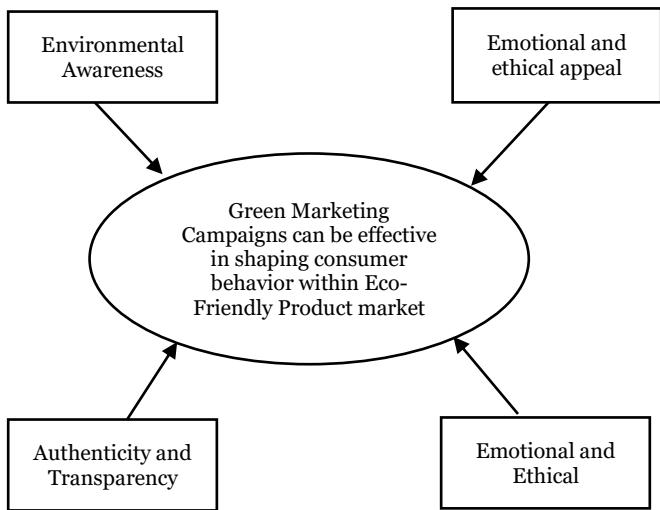 Environmental
Awareness
Emotional and
ethical appeal
Green Marketing
Campaigns can be effective
in shaping consumer
behavior within Eco-
Friendly Product market
Authenticity and
Transparency
Emotional and
Ethical